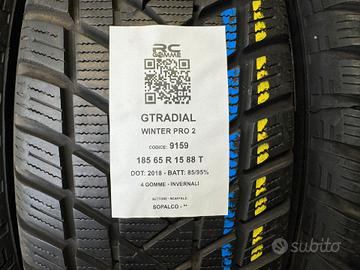 RC
GOMME
GTRADIAL
WINTER PRO 2
CODICE: 9159
185 65 R 15 88 T
DOT: 2018 - BATT: 85/95%
4 GOMME - INVERNALI
SOPALCO - **
subito